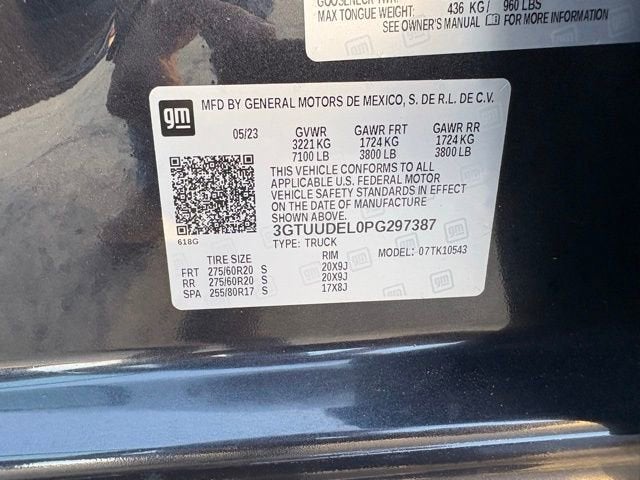 MAX TONGUE WEIGHT: 436 KG/ 960 LBS
SEE OWNER'S MANUAL FOR MORE INFORMATION
gm
MFD BY GENERAL MOTORS DE MEXICO, S. DE R.L. DE C.V.
05/23 GVWR GAWR FRT GAWR RR
3221 KG 1724 KG 1724 KG
7100 LB 3800 LB 3800 LB
THIS VEHICLE CONFORMS TO ALL
APPLICABLE U.S. FEDERAL MOTOR
VEHICLE SAFETY STANDARDS IN EFFECT
ON THE DATE OF MANUFACTURE
SHOWN ABOVE.
3GTUUDEL0PG297387
618G
TYPE: TRUCK MODEL: 07TK10543
TIRE SIZE RIM
FRT 275/60R20 S 20X9J
RR 275/60R20 S 20X9J
SPA 255/80R17 S 17X8J